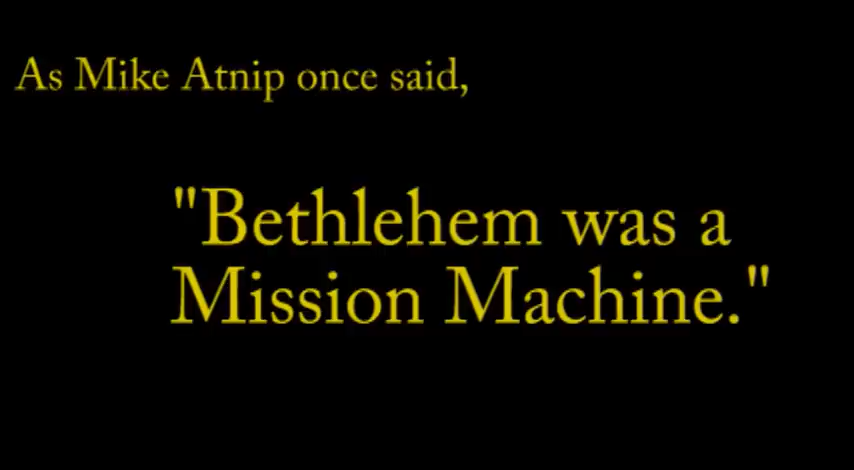 As Mike Atnip once said,
"Bethlehem was a
Mission Machine."